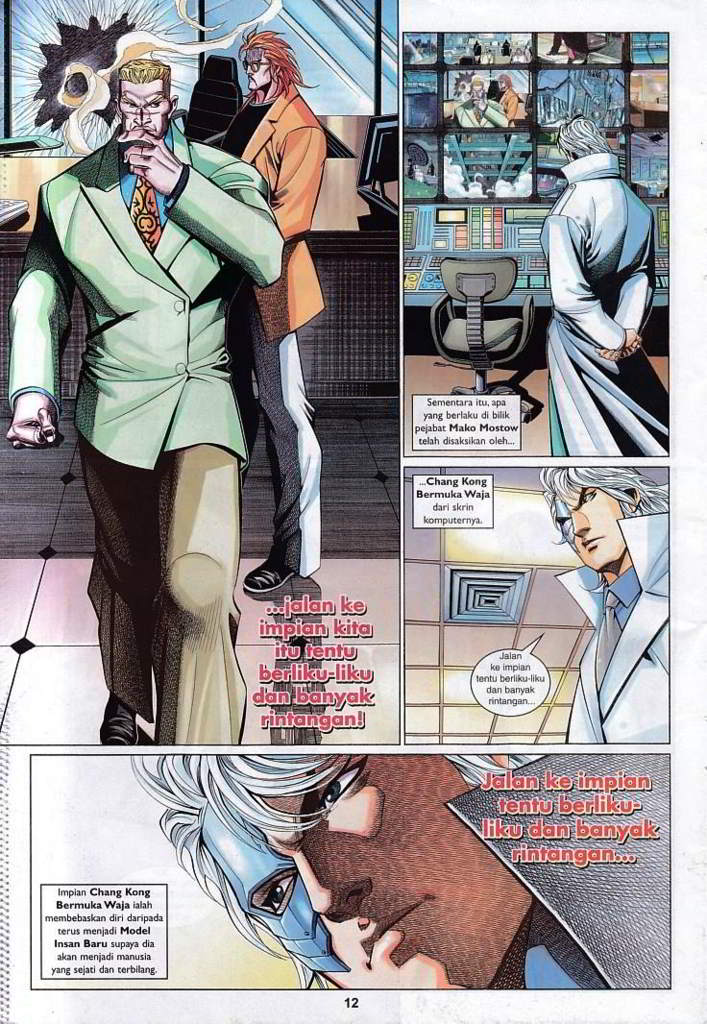 ...jalan ke
impian kita
itu tentu
berliku-liku
dan banyak
rintangan!
Sementara itu, apa
yang berlaku di bilik
pejabat Mako Mostow
telah disaksikan oleh...
...Chang Kong
Bermuka Waja
dari skrin
komputernya.
Jalan
ke impian
tentu berliku-liku
dan banyak
rintangan...
Jalan ke impian
tentu berliku-
liku dan banyak
rintangan...
Impian Chang Kong
Bermuka Waja ialah
membebaskan diri daripada
terus menjadi Model
Insan Baru supaya dia
akan menjadi manusia
yang sejati dan terbilang.
12